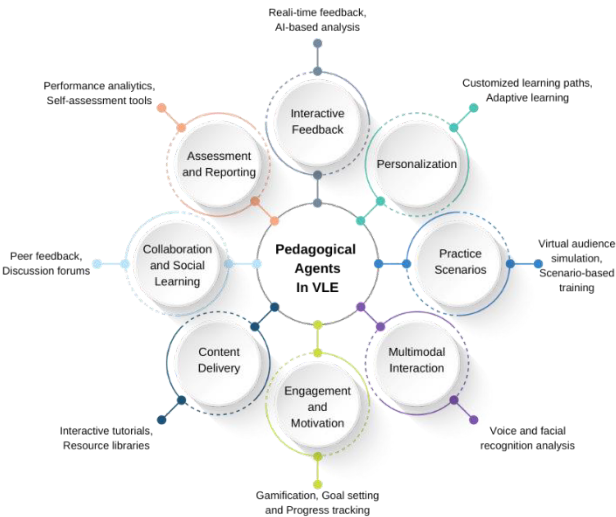 Reali-time feedback,
AI-based analysis
Interactive
Feedback
Customized learning paths,
Adaptive learning
Personalization
Virtual audience
simulation,
Scenario-based
training
Practice
Scenarios
Voice and facial
recognition analysis
Multimodal
Interaction
Gamification, Goal setting
and Progress tracking
Engagement
and
Motivation
Interactive tutorials,
Resource libraries
Content
Delivery
Peer feedback,
Discussion forums
Collaboration
and Social
Learning
Performance analytics,
Self-assessment tools
Assessment
and Reporting
Pedagogical
Agents
In VLE